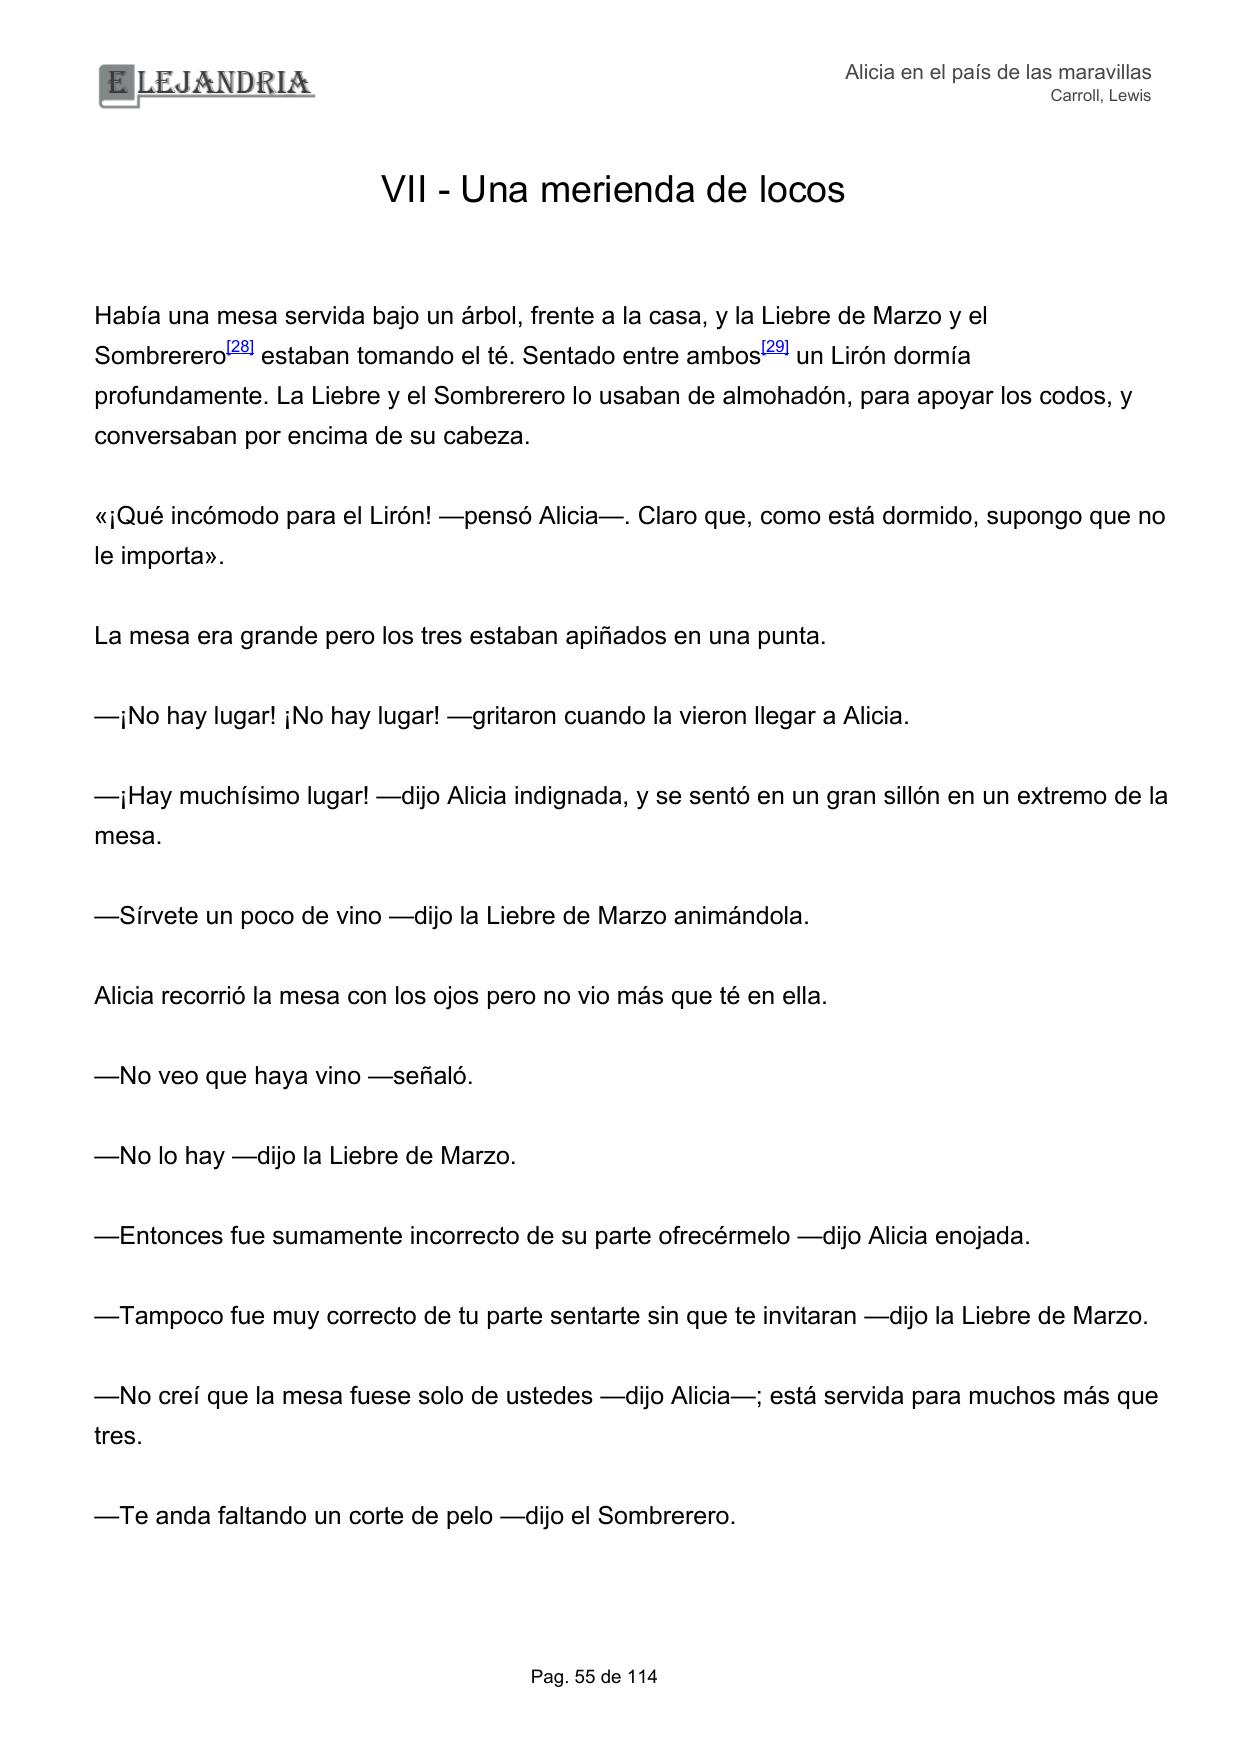 ELEJANDRIA
Alicia en el país de las maravillas
Carroll, Lewis
VII - Una merienda de locos
Había una mesa servida bajo un árbol, frente a la casa, y la Liebre de Marzo y el
Sombrerero[28] estaban tomando el té. Sentado entre ambos[29] un Lirón dormía
profundamente. La Liebre y el Sombrerero lo usaban de almohadón, para apoyar los codos, y
conversaban por encima de su cabeza.
«¡Qué incómodo para el Lirón! —pensó Alicia—. Claro que, como está dormido, supongo que no
le importa».
La mesa era grande pero los tres estaban apiñados en una punta.
—¡No hay lugar! ¡No hay lugar! —gritaron cuando la vieron llegar a Alicia.
—¡Hay muchísimo lugar! —dijo Alicia indignada, y se sentó en un gran sillón en un extremo de la
mesa.
—Sírvete un poco de vino —dijo la Liebre de Marzo animándola.
Alicia recorrió la mesa con los ojos pero no vio más que té en ella.
—No veo que haya vino —señaló.
—No lo hay —dijo la Liebre de Marzo.
—Entonces fue sumamente incorrecto de su parte ofrecérmelo —dijo Alicia enojada.
—Tampoco fue muy correcto de tu parte sentarte sin que te invitaran —dijo la Liebre de Marzo.
—No creí que la mesa fuese solo de ustedes —dijo Alicia—; está servida para muchos más que
tres.
—Te anda faltando un corte de pelo —dijo el Sombrerero.
Pag. 55 de 114